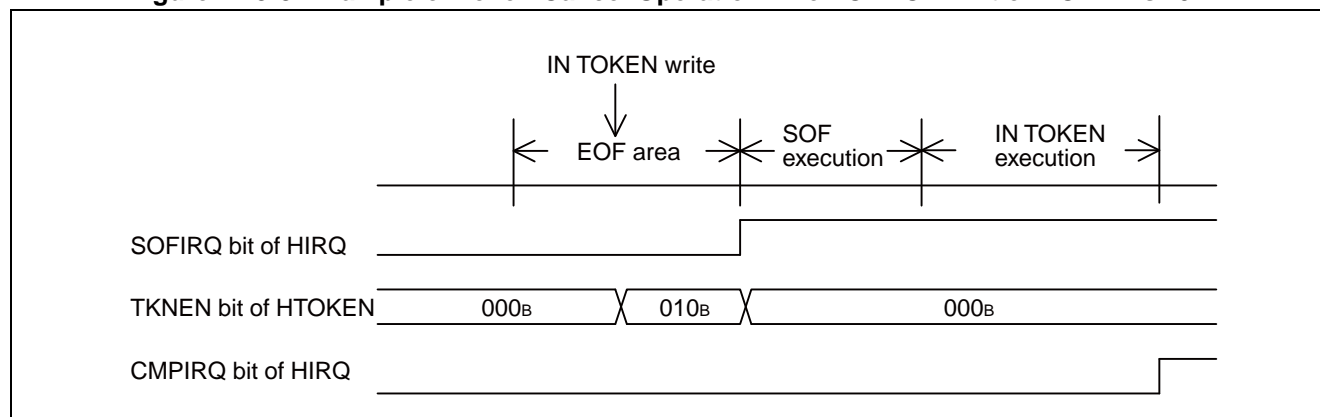 IN TOKEN write
EOF area
SOF
execution
IN TOKEN
execution
SOFIRQ bit of HIRQ
TKNEN bit of HTOKEN
000B
010B
000B
CMPIRQ bit of HIRQ